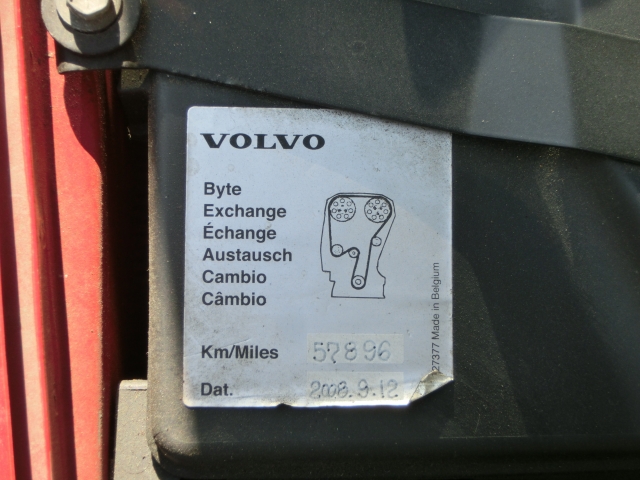 VOLVO
Byte
Exchange
Échange
Austausch
Cambio
Câmbio
Km/Miles 57896
Dat. 2008.9.12
27377 Made in Belgium